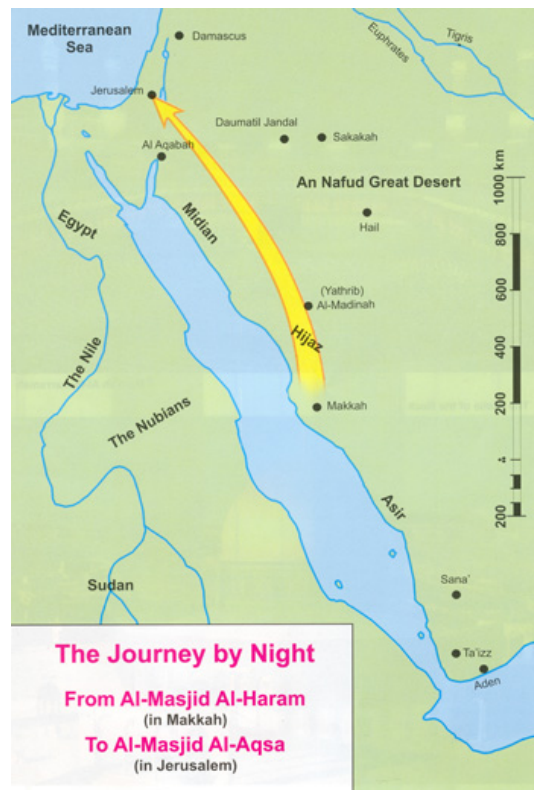 Mediterranean
Sea
Damascus
Euphrates
Tigris
Jerusalem
Daumatil Jandal
Sakakah
Al Aqabah
An Nafud Great Desert
1000 km
Midian
Hail
Egypt
800
(Yathrib)
Al-Madinah
600
Hijaz
The Nile
400
Makkah
200
The Nubians
Asir
200
Sudan
Sana'
Ta'izz
Aden
The Journey by Night
From Al-Masjid Al-Haram
(in Makkah)
To Al-Masjid Al-Aqsa
(in Jerusalem)